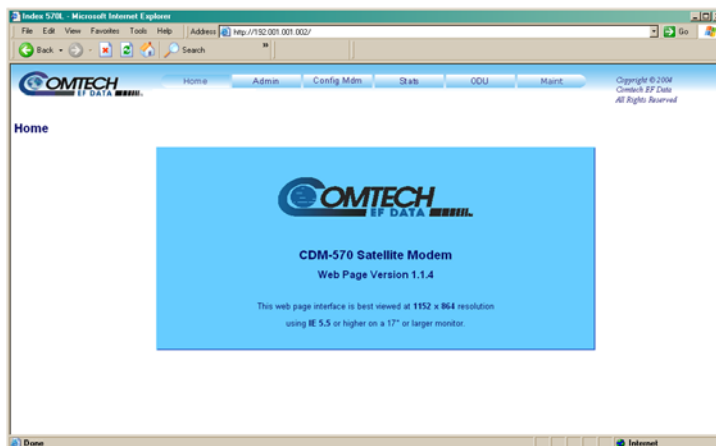 Index 570L - Microsoft Internet Explorer
File Edit View Favorites Tools Help Address http://192.001.001.002/ Go
Back Search »
COMTECH
EF DATA
Home Admin Config Mdm Stats ODU Maint
Copyright © 2004
Comtech EF Data
All Rights Reserved
Home
COMTECH
EF DATA
CDM-570 Satellite Modem
Web Page Version 1.1.4
This web page interface is best viewed at 1152 x 864 resolution
using IE 5.5 or higher on a 17" or larger monitor.
Done Internet